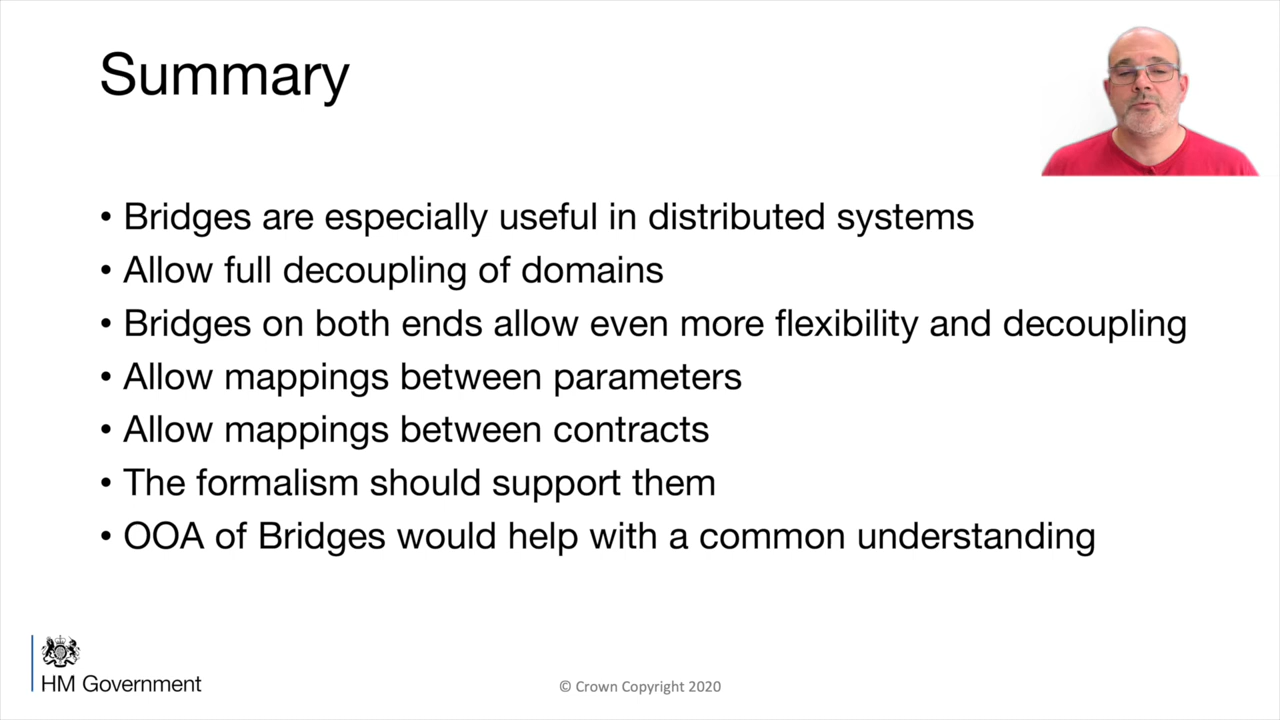 Summary
• Bridges are especially useful in distributed systems
• Allow full decoupling of domains
• Bridges on both ends allow even more flexibility and decoupling
• Allow mappings between parameters
• Allow mappings between contracts
• The formalism should support them
• OOA of Bridges would help with a common understanding
HM Government
© Crown Copyright 2020